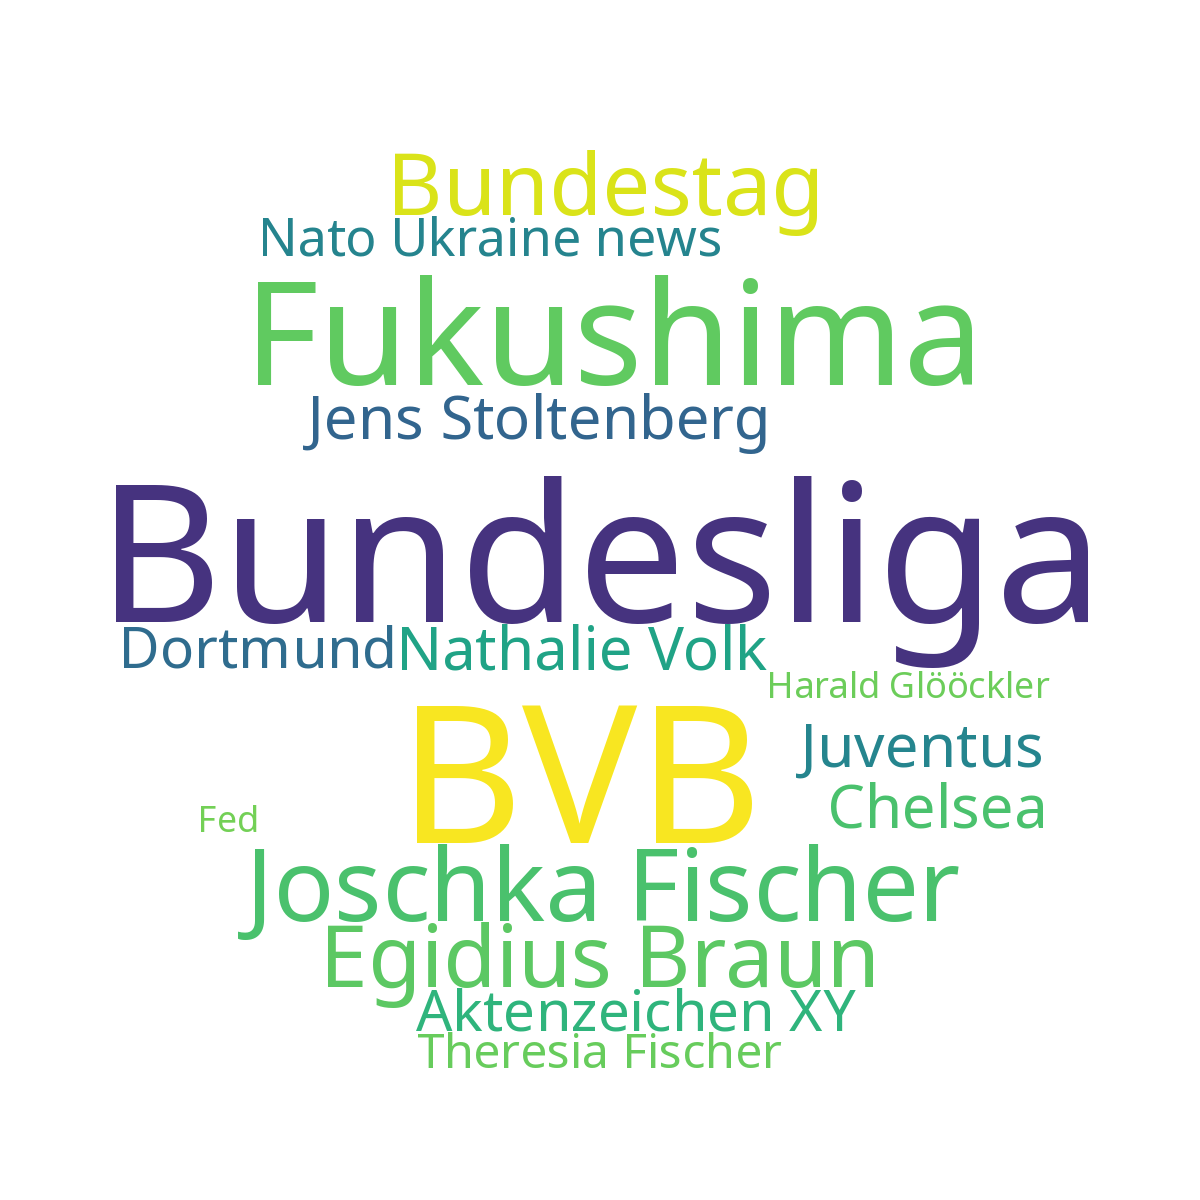 Bundestag
Nato Ukraine news
Fukushima
Jens Stoltenberg
Bundesliga
Dortmund
Nathalie Volk
Harald Glööckler
BVB
Juventus
Chelsea
Fed
Joschka Fischer
Egidius Braun
Aktenzeichen XY
Theresia Fischer